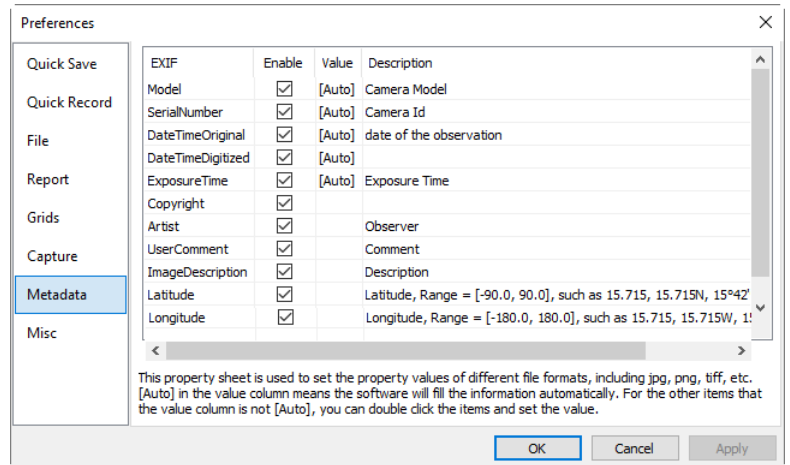 Preferences
Quick Save
Quick Record
File
Report
Grids
Capture
Metadata
Misc
EXIF Enable Value Description
Model [Auto] Camera Model
SerialNumber [Auto] Camera Id
DateTimeOriginal [Auto] date of the observation
DateTimeDigitized [Auto]
ExposureTime [Auto] Exposure Time
Copyright
Artist Observer
UserComment Comment
ImageDescription Description
Latitude Latitude, Range = [-90.0, 90.0], such as 15.715, 15.715N, 15°42'
Longitude Longitude, Range = [-180.0, 180.0], such as 15.715, 15.715W,
This property sheet is used to set the property values of different file formats, including jpg, png, tiff, etc.
[Auto] in the value column means the software will fill the information automatically. For the other items that
the value column is not [Auto], you can double click the items and set the value.
OK Cancel Apply